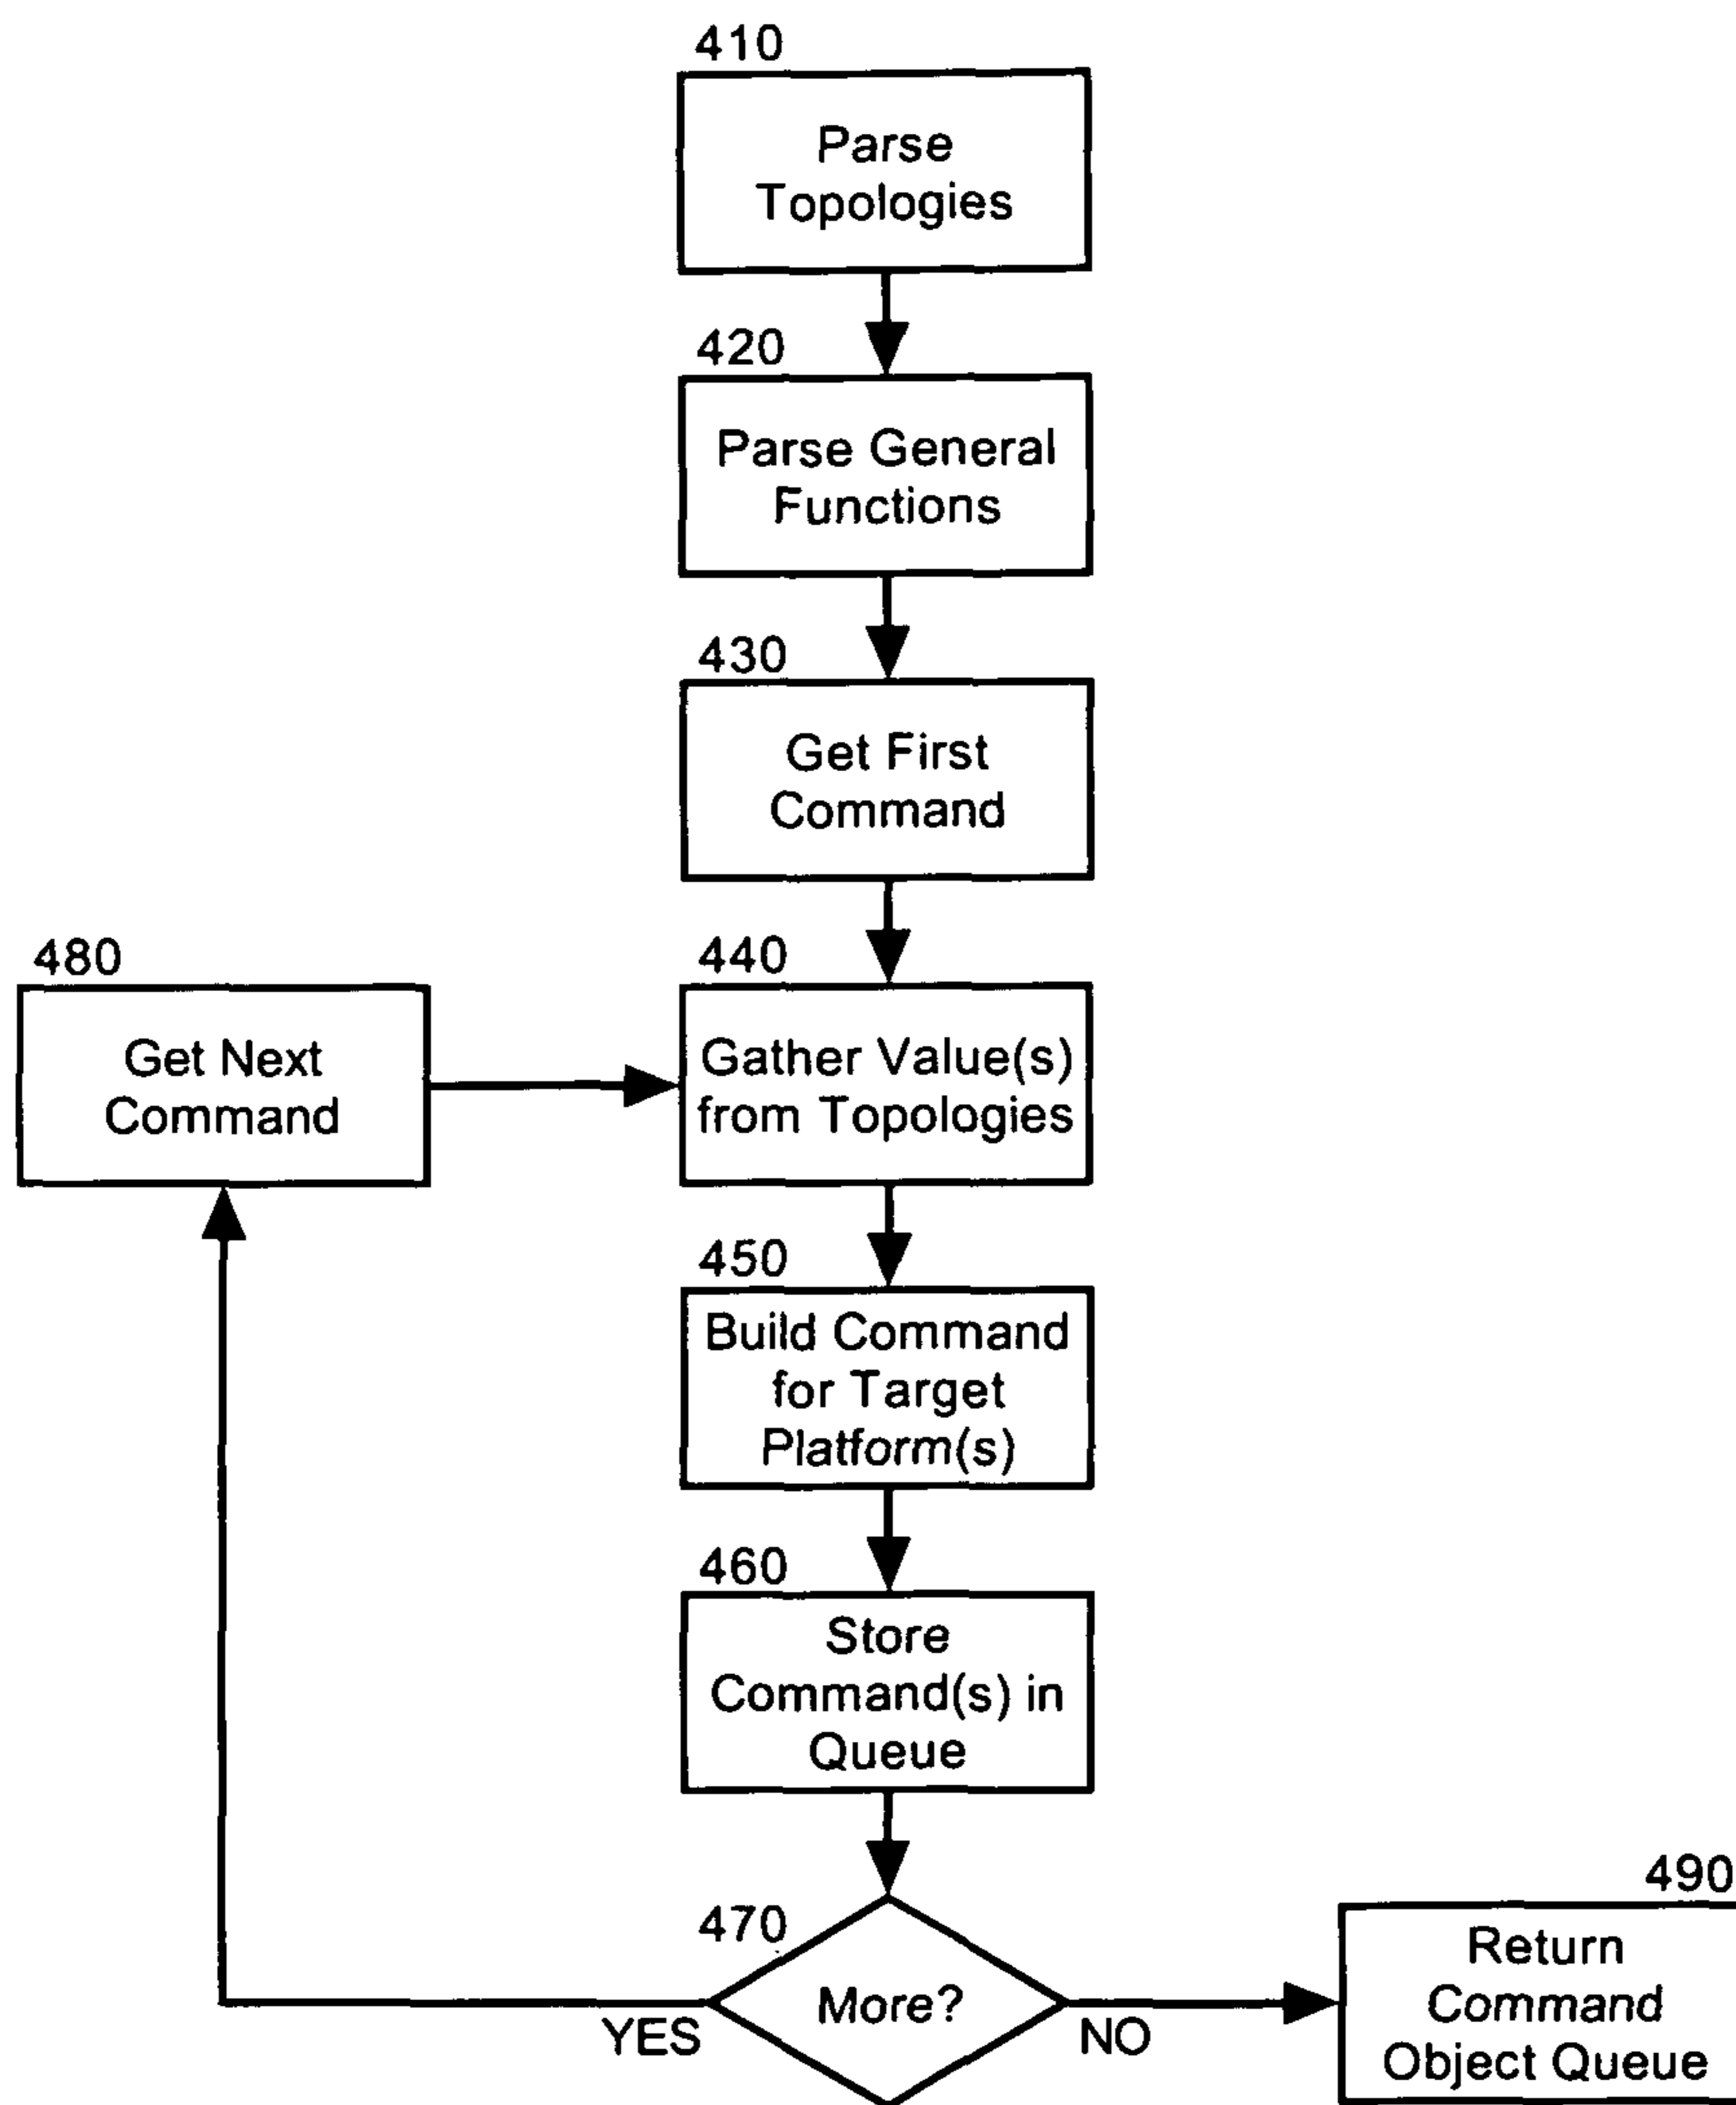 410
Parse
Topologies
420
Parse General
Functions
430
Get First
Command
480
Get Next
Command
440
Gather Value(s)
from Topologies
450
Build Command
for Target
Platform(s)
460
Store
Command(s) in
Queue
470
More?
YES
NO
490
Return
Command
Object Queue